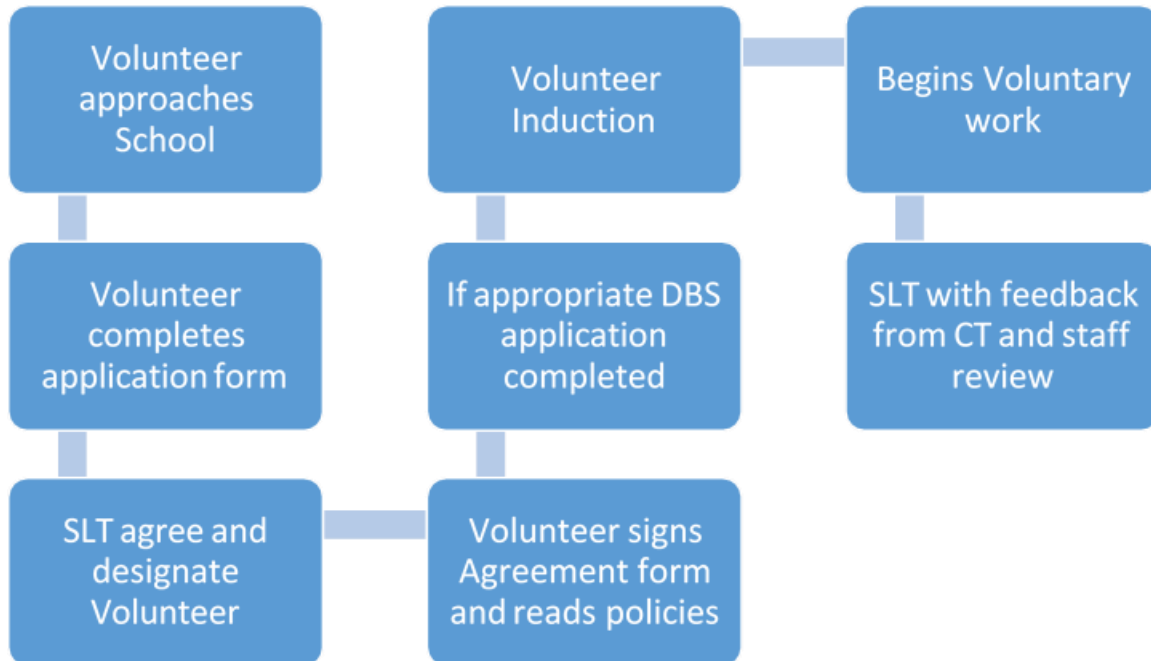 Volunteer
approaches
School
Volunteer
completes
application form
SLT agree and
designate
Volunteer
Volunteer signs
Agreement form
and reads policies
If appropriate DBS
application
completed
Volunteer
Induction
Begins Voluntary
work
SLT with feedback
from CT and staff
review